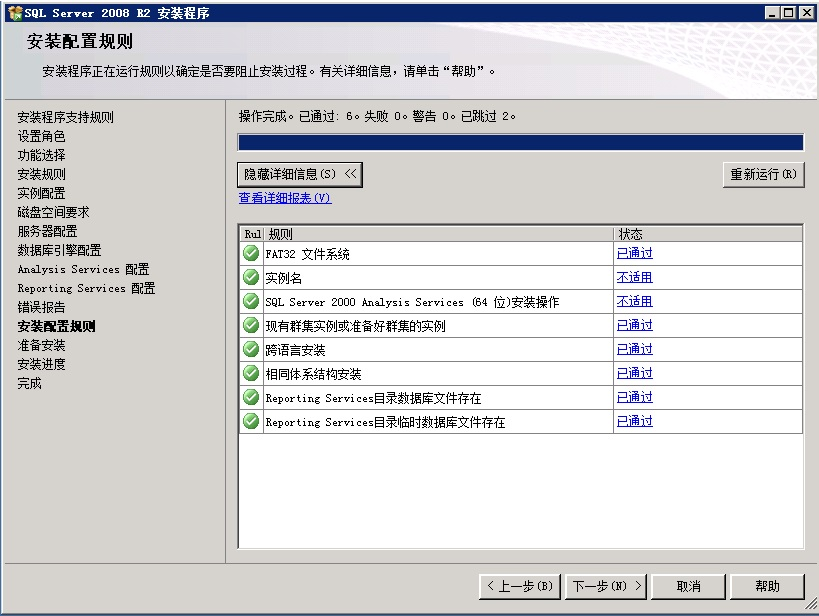 SQL Server 2008 R2 安装程序
安装配置规则
安装程序正在运行规则以确定是否要阻止安装过程。有关详细信息，请单击“帮助”。
安装程序支持规则
设置角色
功能选择
安装规则
实例配置
磁盘空间要求
服务器配置
数据库引擎配置
Analysis Services 配置
Reporting Services 配置
错误报告
安装配置规则
准备安装
安装进度
完成
操作完成。已通过: 6。失败 0。警告 0。已跳过 2。
隐藏详细信息(S) <<
重新运行(R)
查看详细报表(V)
Rul 规则 状态
FAT32 文件系统 已通过
实例名 不适用
SQL Server 2000 Analysis Services (64 位)安装操作 不适用
现有群集实例或准备好群集的实例 已通过
跨语言安装 已通过
相同体系结构安装 已通过
Reporting Services目录数据库文件存在 已通过
Reporting Services目录临时数据库文件存在 已通过
< 上一步(B) 下一步(N) > 取消 帮助